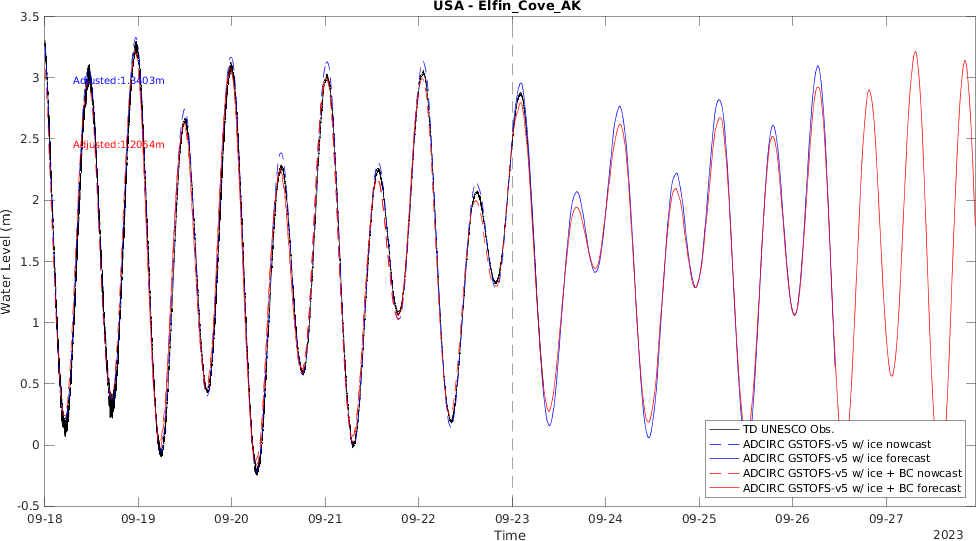 USA - Elfin_Cove_AK
3.5
3
2.5
2
1.5
1
0.5
0
-0.5
Water Level (m)
Adjusted:1.3403m
Adjusted:1.2054m
TD UNESCO Obs.
ADCIRC GSTOFS-v5 w/ ice nowcast
ADCIRC GSTOFS-v5 w/ ice forecast
ADCIRC GSTOFS-v5 w/ ice + BC nowcast
ADCIRC GSTOFS-v5 w/ ice + BC forecast
09-18 09-19 09-20 09-21 09-22 09-23 09-24 09-25 09-26 09-27
Time
2023